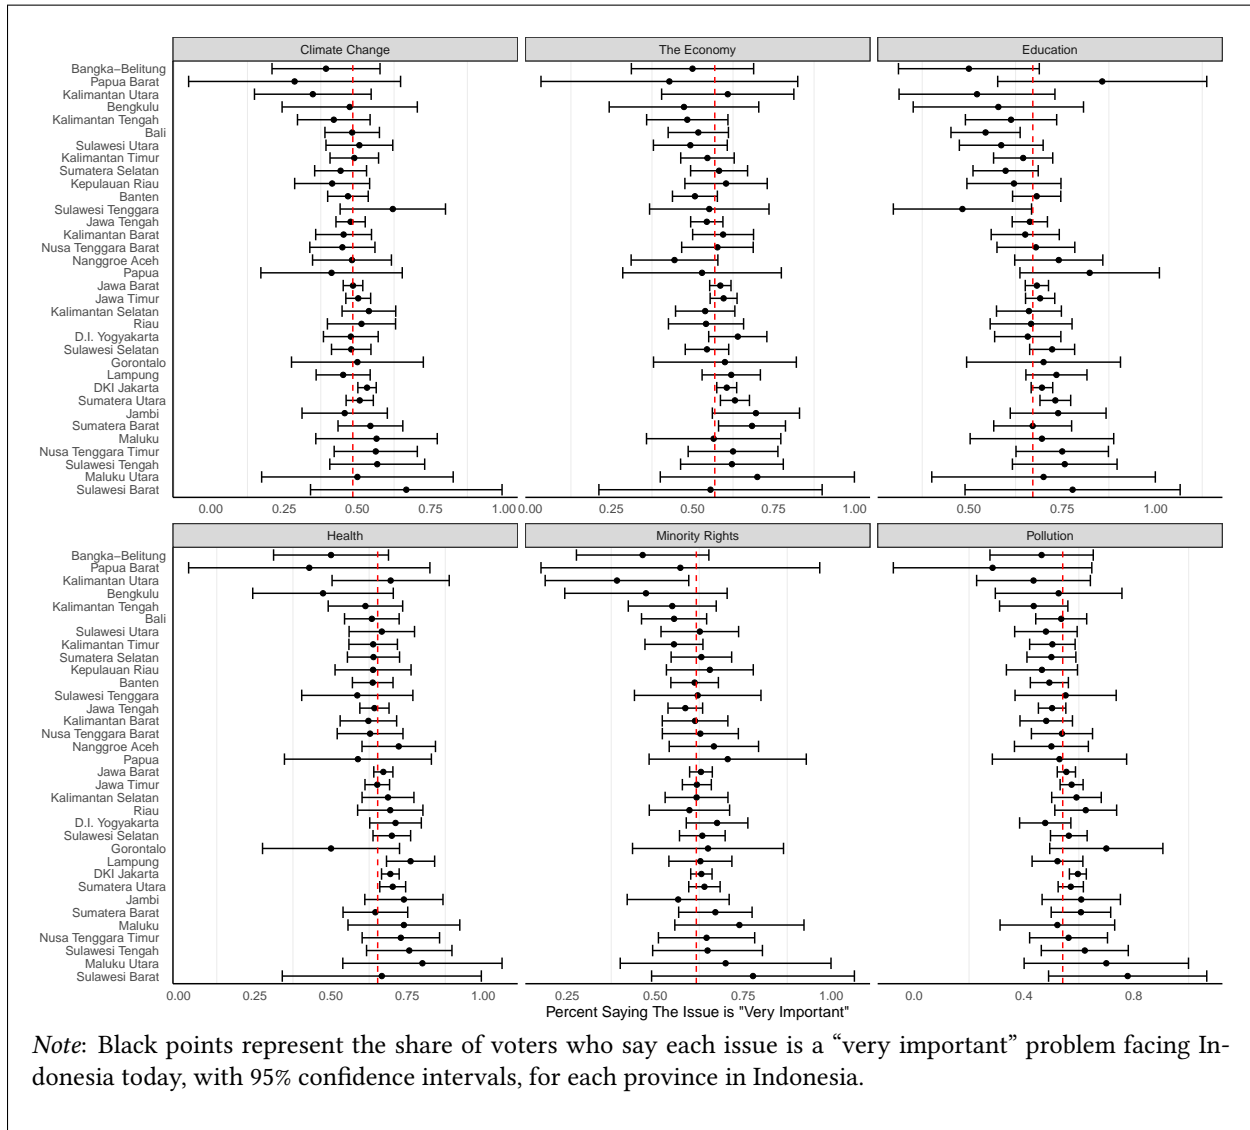 Climate Change
The Economy
Education
Bangka−Belitung
Papua Barat
Kalimantan Utara
Bengkulu
Kalimantan Tengah
Bali
Sulawesi Utara
Kalimantan Timur
Sumatera Selatan
Kepulauan Riau
Banten
Sulawesi Tenggara
Jawa Tengah
Kalimantan Barat
Nusa Tenggara Barat
Nanggroe Aceh
Papua
Jawa Barat
Jawa Timur
Kalimantan Selatan
Riau
D.I. Yogyakarta
Sulawesi Selatan
Gorontalo
Lampung
DKI Jakarta
Sumatera Utara
Jambi
Sumatera Barat
Maluku
Nusa Tenggara Timur
Sulawesi Tengah
Maluku Utara
Sulawesi Barat
0.00 0.25 0.50 0.75 1.00
0.25 0.50 0.75 1.00
0.50 0.75 1.00
Health
Minority Rights
Pollution
Bangka−Belitung
Papua Barat
Kalimantan Utara
Bengkulu
Kalimantan Tengah
Bali
Sulawesi Utara
Kalimantan Timur
Sumatera Selatan
Kepulauan Riau
Banten
Sulawesi Tenggara
Jawa Tengah
Kalimantan Barat
Nusa Tenggara Barat
Nanggroe Aceh
Papua
Jawa Barat
Jawa Timur
Kalimantan Selatan
Riau
D.I. Yogyakarta
Sulawesi Selatan
Gorontalo
Lampung
DKI Jakarta
Sumatera Utara
Jambi
Sumatera Barat
Maluku
Nusa Tenggara Timur
Sulawesi Tengah
Maluku Utara
Sulawesi Barat
0.00 0.25 0.50 0.75 1.00
0.25 0.50 0.75 1.00
0.0 0.4 0.8
Percent Saying The Issue is "Very Important"
Note: Black points represent the share of voters who say each issue is a “very important” problem facing In-
donesia today, with 95% confidence intervals, for each province in Indonesia.